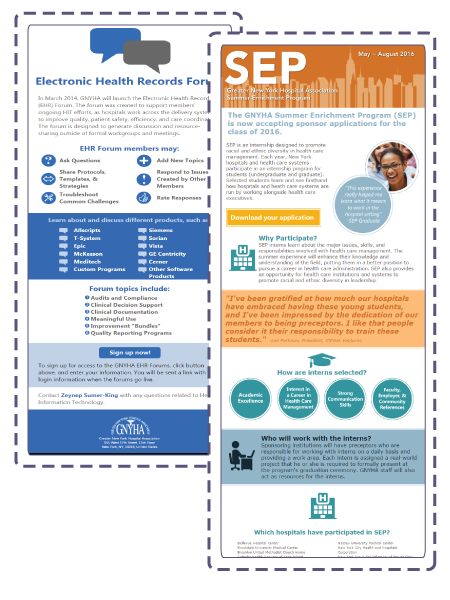 Electronic Health Records For
In March 2014, GNYHA will launch the Electronic Health Record
(EHR) Forum. The forum was created to support members'
ongoing HIT efforts, as hospitals work across the delivery syste
to improve quality, patient safety, efficiency, and care coordina
The forum is designed to generate discussion and resource-
sharing outside of formal workgroups and meetings.
EHR Forum members may:
Ask Questions
Add New Topics
Share Protocols,
Templates, &
Strategies
Respond to Issues
Created by Other
Members
Troubleshoot
Common Challenges
Rate Responses
Learn about and discuss different products, such as
Allscripts
Siemens
T-System
Sorian
Epic
Vista
McKesson
GE Centricity
Meditech
Cerner
Custom Programs
Other Software
Products
Forum topics include:
Audits and Compliance
Clinical Decision Support
Clinical Documentation
Meaningful Use
Improvement "Bundles"
Quality Reporting Programs
Sign up now!
To sign up for access to the GNYHA EHR Forums, click button
above, and enter your information. You will be sent a link with
login information when the forums go live.
Contact Zeynep Sumer-King with any questions related to He
Information Technology.
GNYHA
Greater New York Hospital Association
555 West 57th Street, 15th Floor
New York, NY 10019 | United States
May – August 2016
SEP
Greater New York Hospital Association
Summer Enrichment Program
The GNYHA Summer Enrichment Program (SEP)
is now accepting sponsor applications for the
class of 2016.
SEP is an internship designed to promote
racial and ethnic diversity in health care
management. Each year, New York
hospitals and health care systems
participate in an internship program for
students (undergraduate and graduate).
Selected students learn and see firsthand
how hospitals and heath care systems are
run by working alongside health care
executives.
"This experience
really helped me
learn what it means
to work in the
hospital setting"
SEP Graduate
Download your application
Why Participate?
SEP interns learn about the major issues, skills, and
responsibilities involved with health care management. The
summer experience will enhance their knowledge and
understanding of the field, putting them in a better position to
pursue a career in health care administration. SEP also provides
an opportunity for health care institutions and systems to
promote racial and ethnic diversity in leadership.
"I've been gratified at how much our hospitals
have embraced having these young students,
and I've been impressed by the dedication of our
members to being preceptors. I like that people
consider it their responsibility to train these
students."
How are interns selected?
Academic
Excellence
Interest in
a Career in
Health Care
Management
Strong
Communication
Skills
Faculty,
Employer, &
Community
References
Who will work with the interns?
Sponsoring institutions will have preceptors who are
responsible for working with interns on a daily basis and
providing a work area. Each intern is assigned a real-world
project that he or she is required to formally present at
the program's graduation ceremony. GNYHA staff will also
act as resources for the interns.
Which hospitals have participated in SEP?
Bellevue Hospital Center
Brookdale University Medical Center
Brooklyn United Methodist Church Home
Nassau University Medical Center
New York City Health and Hospitals
Corporation